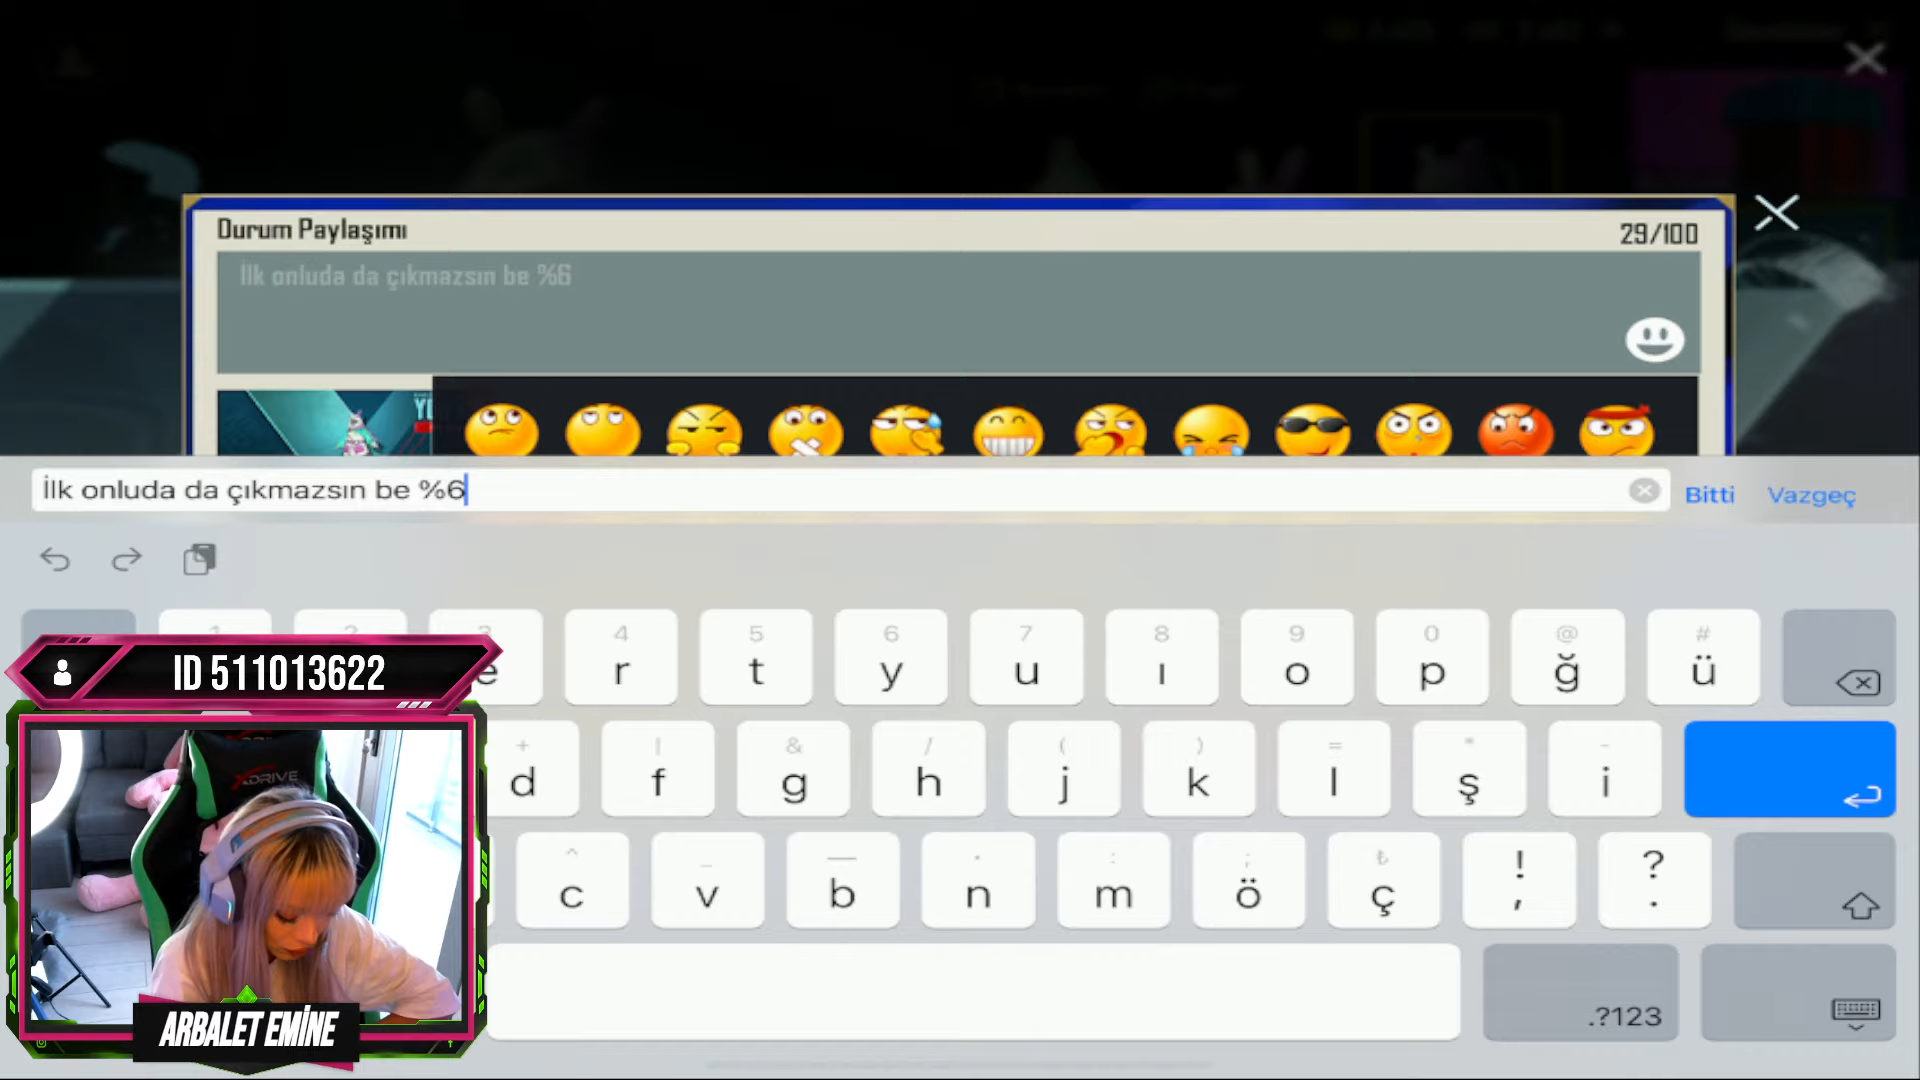 Durum Paylaşımı
29/100
İlk onluda da çıkmazsın be %6
İlk onluda da çıkmazsın be %6
Bitti
Vazgeç
4 5 6 7 8 9 0 @ #
e r t y u ı o p ğ ü
+ | & / ( ) = * -
d f g h j k l ş i
^ _ — · : ; ₺ ! ?
c v b n m ö ç , .
.?123
ID 511013622
XDRIVE
ARBALET EMİNE